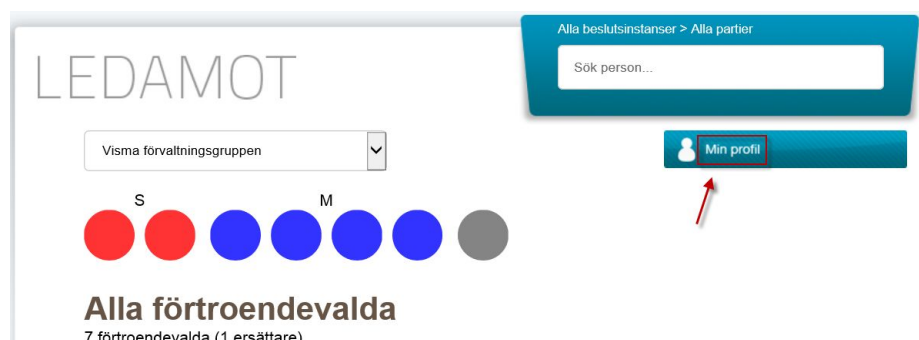 Alla beslutsinstanser > Alla partier
Sök person...
LEDAMOT
Visma förvaltningsgruppen
Min profil
S M
Alla förtroendevalda
7 förtroendevalda (1 ersättare)